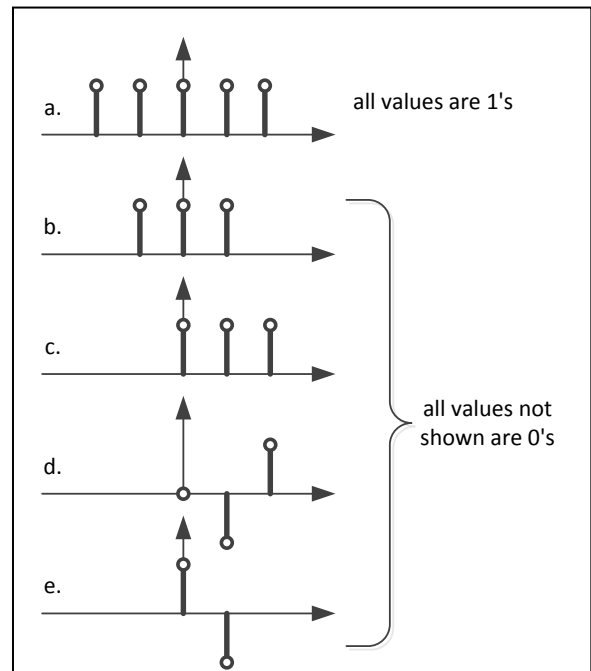 a.
all values are 1's
b.
c.
all values not
shown are 0's
d.
e.